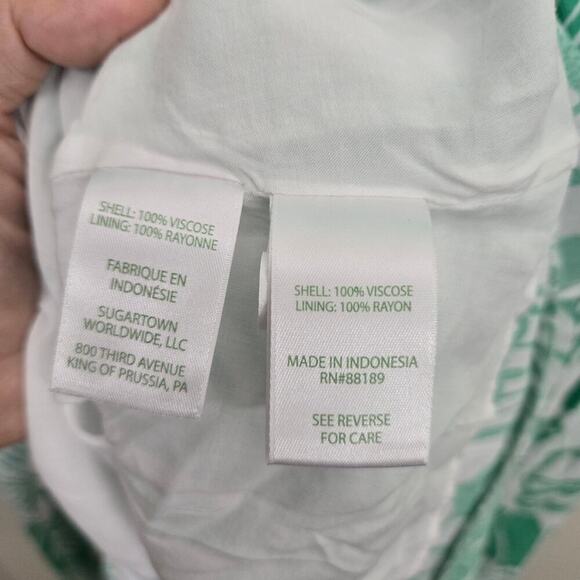 SHELL: 100% VISCOSE
LINING: 100% RAYONNE
FABRIQUE EN
INDONÉSIE
SUGARTOWN
WORLDWIDE, LLC
800 THIRD AVENUE
KING OF PRUSSIA, PA
SHELL: 100% VISCOSE
LINING: 100% RAYON
MADE IN INDONESIA
RN#88189
SEE REVERSE
FOR CARE